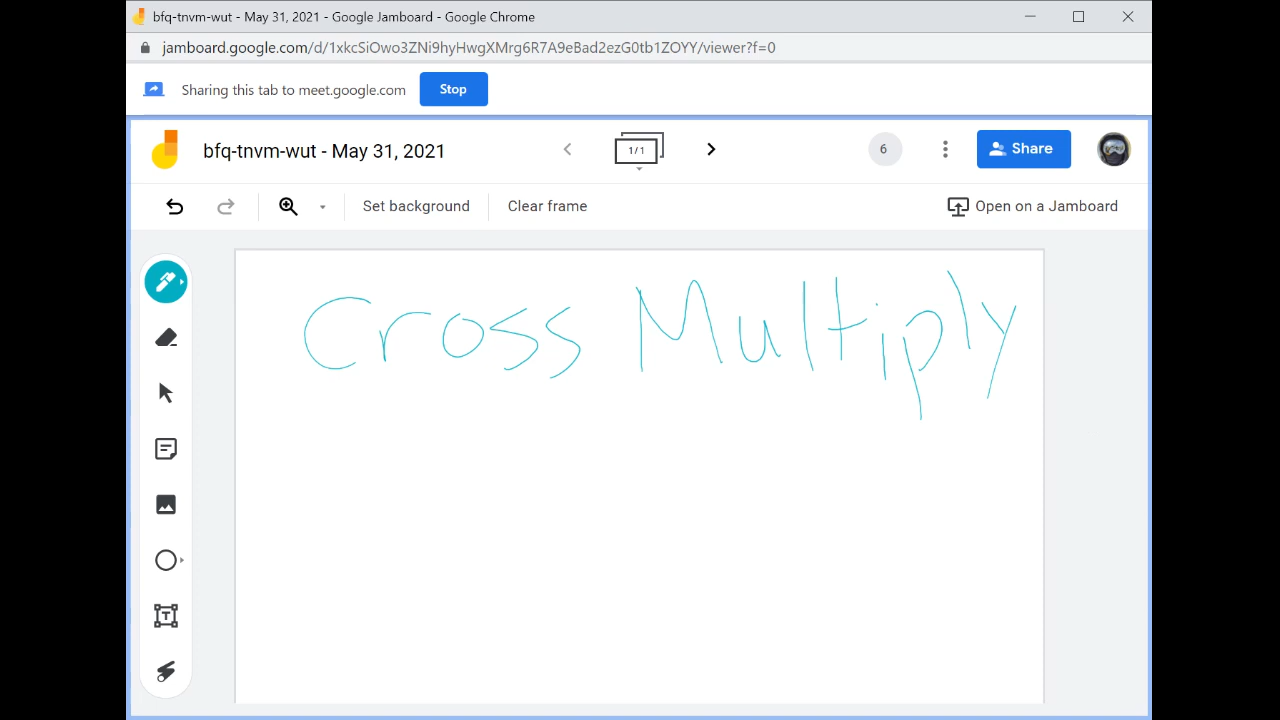 bfq-tnvm-wut - May 31, 2021 - Google Jamboard - Google Chrome
jamboard.google.com/d/1xkcSiOwo3ZNi9hyHwgXMrg6R7A9eBad2ezG0tb1ZOYY/viewer?f=0
Sharing this tab to meet.google.com Stop
bfq-tnvm-wut - May 31, 2021 1/1 6 Share
Set background Clear frame Open on a Jamboard
Cross Multiply
T